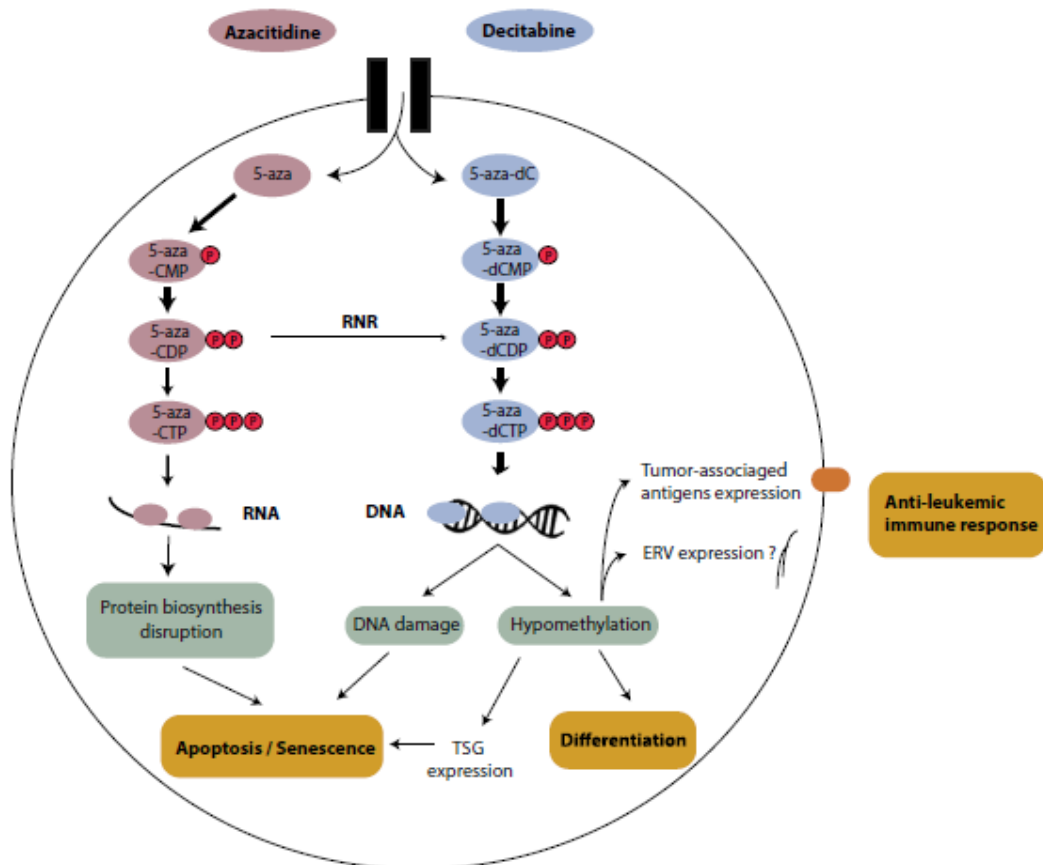 Azacitidine
Decitabine
5-aza
5-aza-dC
5-aza
-CMP
P
5-aza
-dCMP
P
5-aza
-CDP
P P
RNR
5-aza
-dCDP
P P
5-aza
-CTP
P P P
5-aza
-dCTP
P P P
RNA
DNA
Tumor-associaged
antigens expression
Anti-leukemic
immune response
ERV expression ?
Protein biosynthesis
disruption
DNA damage
Hypomethylation
Apoptosis / Senescence
TSG
expression
Differentiation